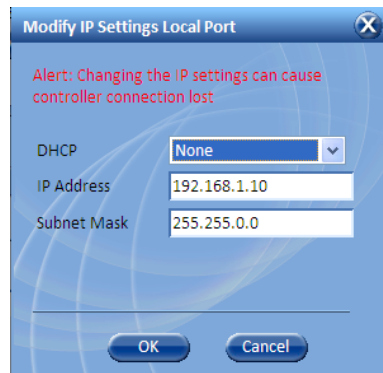 Modify IP Settings Local Port
Alert: Changing the IP settings can cause
controller connection lost
DHCP None
IP Address 192.168.1.10
Subnet Mask 255.255.0.0
OK Cancel